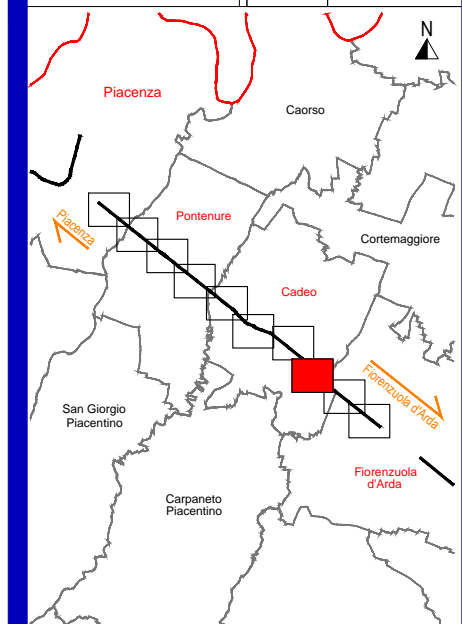 N
Piacenza
Caorso
Pontenure
Piacenza
Cortemaggiore
Cadeo
Fiorenzuola d'Arda
San Giorgio
Piacentino
Fiorenzuola
d'Arda
Carpaneto
Piacentino